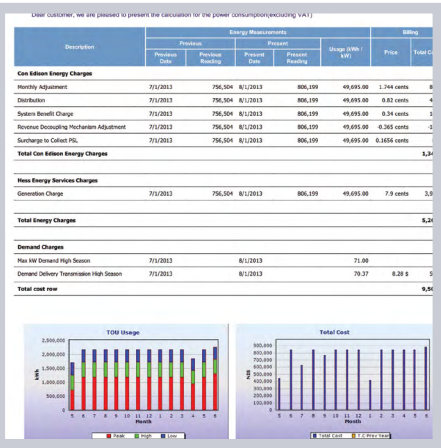 Dear customer, we are pleased to present the calculation for the power consumption(excluding VAT)
Description Energy Measurements Billing
Previous Present Usage (kWh / kW) Price Total C
Previous Date Previous Reading Present Date Present Reading
Con Edison Energy Charges
Monthly Adjustment 7/1/2013 756,504 8/1/2013 806,199 49,695.00 1.744 cents 8
Distribution 7/1/2013 756,504 8/1/2013 806,199 49,695.00 0.82 cents 4
System Benefit Charge 7/1/2013 756,504 8/1/2013 806,199 49,695.00 0.34 cents 1
Revenue Decoupling Mechanism Adjustment 7/1/2013 756,504 8/1/2013 806,199 49,695.00 -0.365 cents -1
Surcharge to Collect PSL 7/1/2013 756,504 8/1/2013 806,199 49,695.00 0.1656 cents
Total Con Edison Energy Charges 1,34
Hess Energy Services Charges
Generation Charge 7/1/2013 756,504 8/1/2013 806,199 49,695.00 7.9 cents 3,9
Total Energy Charges 5,26
Demand Charges
Max kW Demand High Season 7/1/2013 8/1/2013 71.00
Demand Delivery Transmission High Season 7/1/2013 8/1/2013 70.37 8.28 $ 5
Total cost row 9,50
TOU Usage
2,500,000
2,000,000
1,500,000
1,000,000
500,000
0
kWh
5 6 7 8 9 10 11 12 1 2 3 4 5 6
Month
Peak High Low
Total Cost
900,000
800,000
700,000
600,000
500,000
400,000
300,000
200,000
100,000
0
NIS
5 6 7 8 9 10 11 12 1 2 3 4 5 6
Month
Total Cost T.C Prev Year